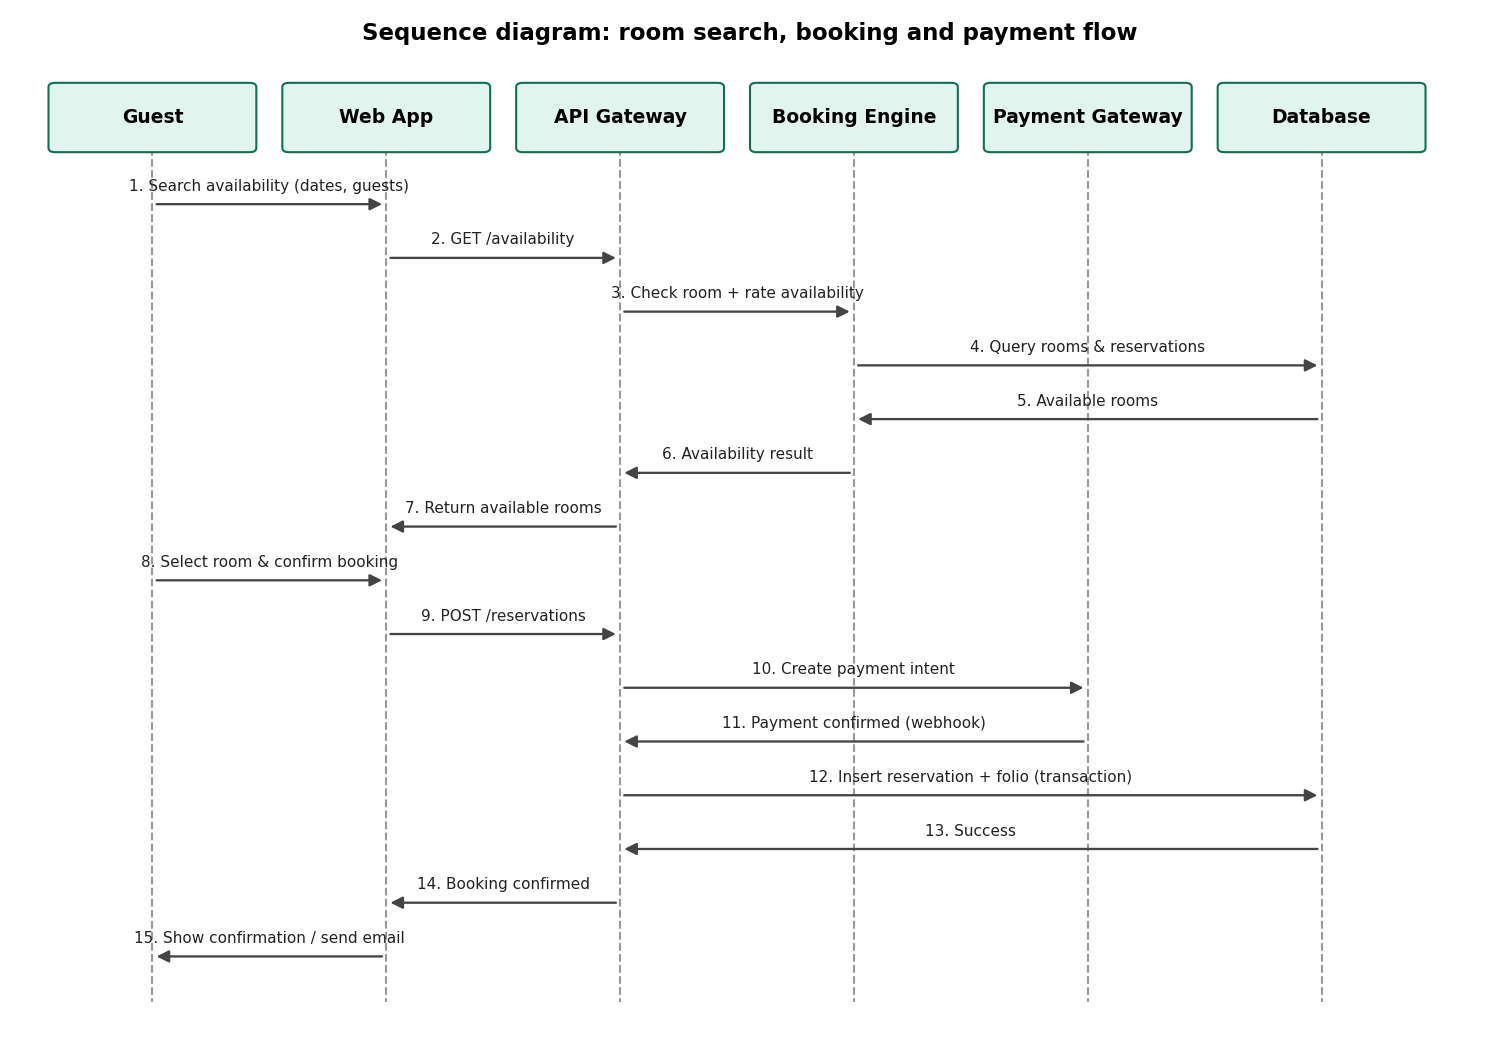 Sequence diagram: room search, booking and payment flow
Guest
Web App
API Gateway
Booking Engine
Payment Gateway
Database
1. Search availability (dates, guests)
2. GET /availability
3. Check room + rate availability
4. Query rooms & reservations
5. Available rooms
6. Availability result
7. Return available rooms
8. Select room & confirm booking
9. POST /reservations
10. Create payment intent
11. Payment confirmed (webhook)
12. Insert reservation + folio (transaction)
13. Success
14. Booking confirmed
15. Show confirmation / send email